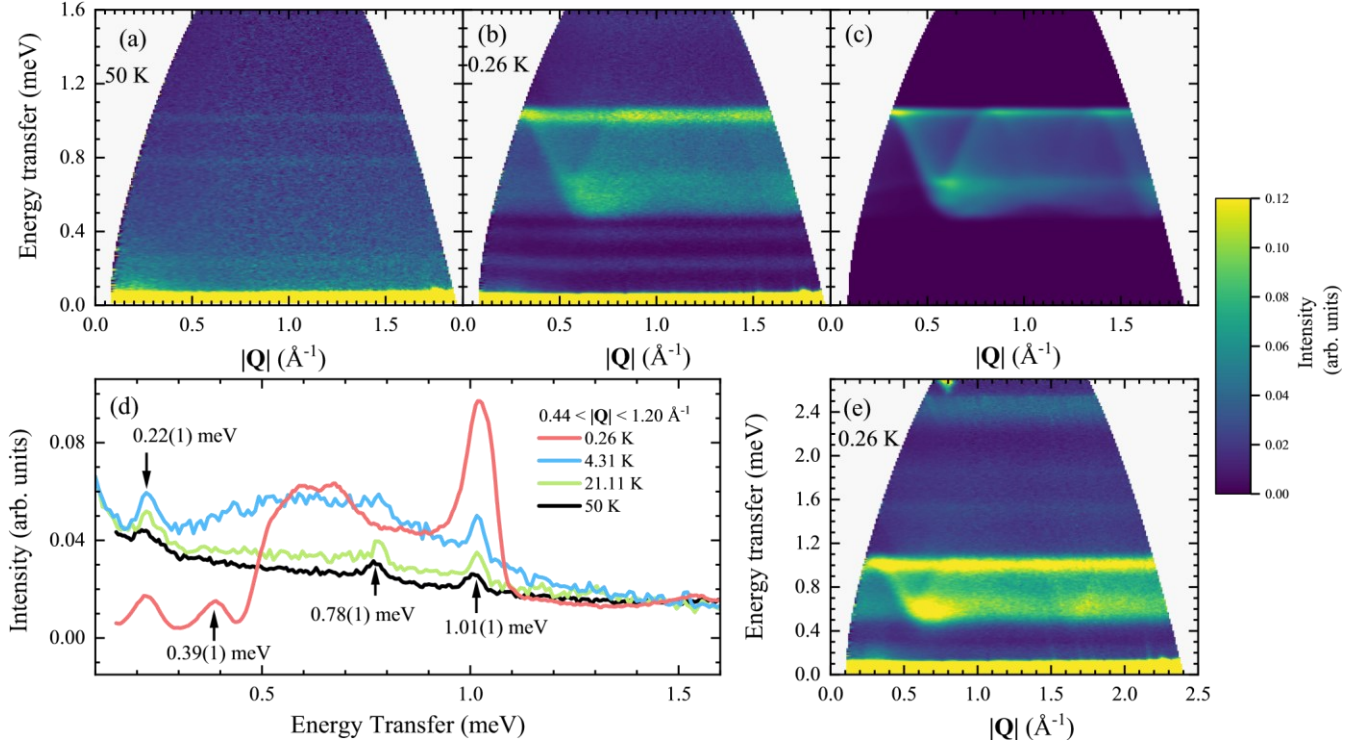 (a)
50 K
(b)
0.26 K
(c)
1.6
1.2
0.8
0.4
0.0
Energy transfer (meV)
0.0 0.5 1.0 1.5
0.0 0.5 1.0 1.5
0.0 0.5 1.0 1.5
|Q| (Å⁻¹)
|Q| (Å⁻¹)
|Q| (Å⁻¹)
0.12
0.10
0.08
0.06
0.04
0.02
0.00
Intensity
(arb. units)
(d)
0.44 < |Q| < 1.20 Å⁻¹
0.26 K
4.31 K
21.11 K
50 K
0.22(1) meV
0.39(1) meV
0.78(1) meV
1.01(1) meV
0.08
0.04
0.00
Intensity (arb. units)
0.5 1.0 1.5
Energy Transfer (meV)
(e)
0.26 K
2.4
2.0
1.6
1.2
0.8
0.4
0.0
Energy transfer (meV)
0.0 0.5 1.0 1.5 2.0 2.5
|Q| (Å⁻¹)